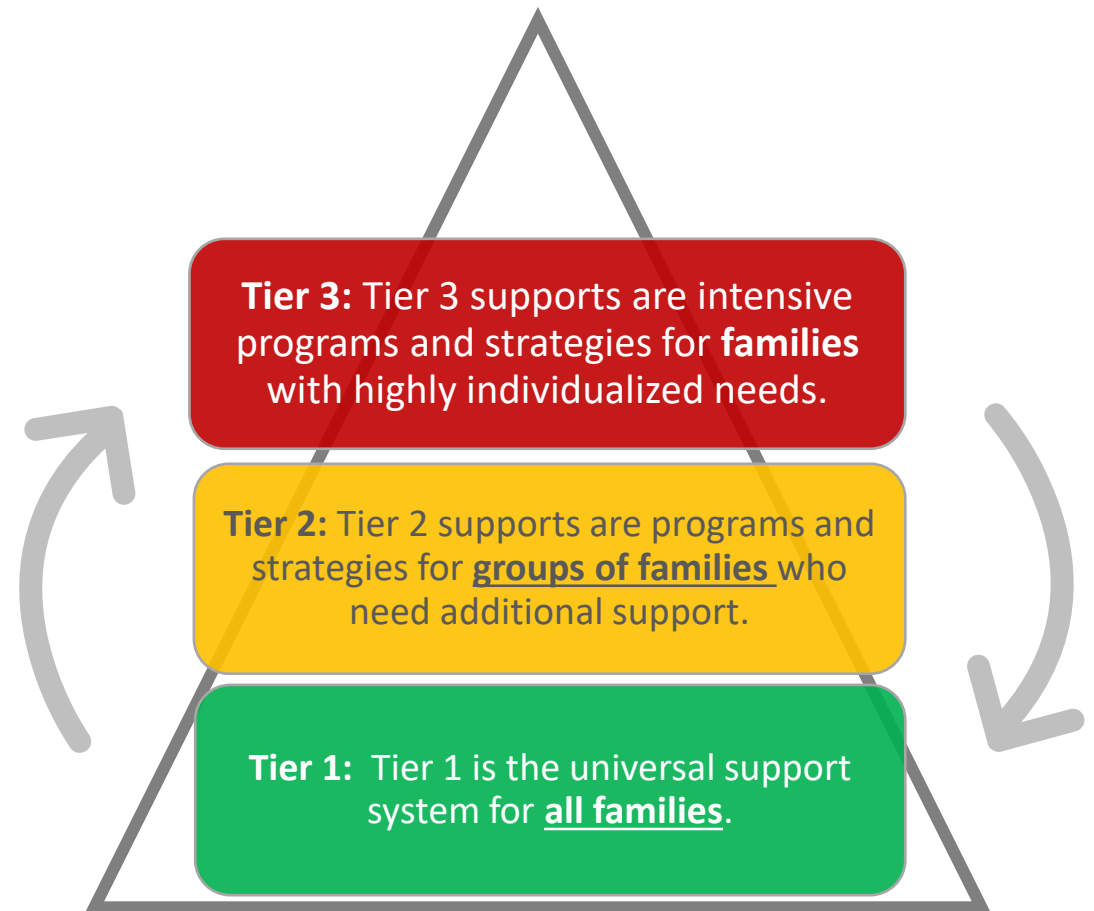 Tier 3: Tier 3 supports are intensive
programs and strategies for families
with highly individualized needs.
Tier 2: Tier 2 supports are programs and
strategies for groups of families who
need additional support.
Tier 1:  Tier 1 is the universal support
system for all families.